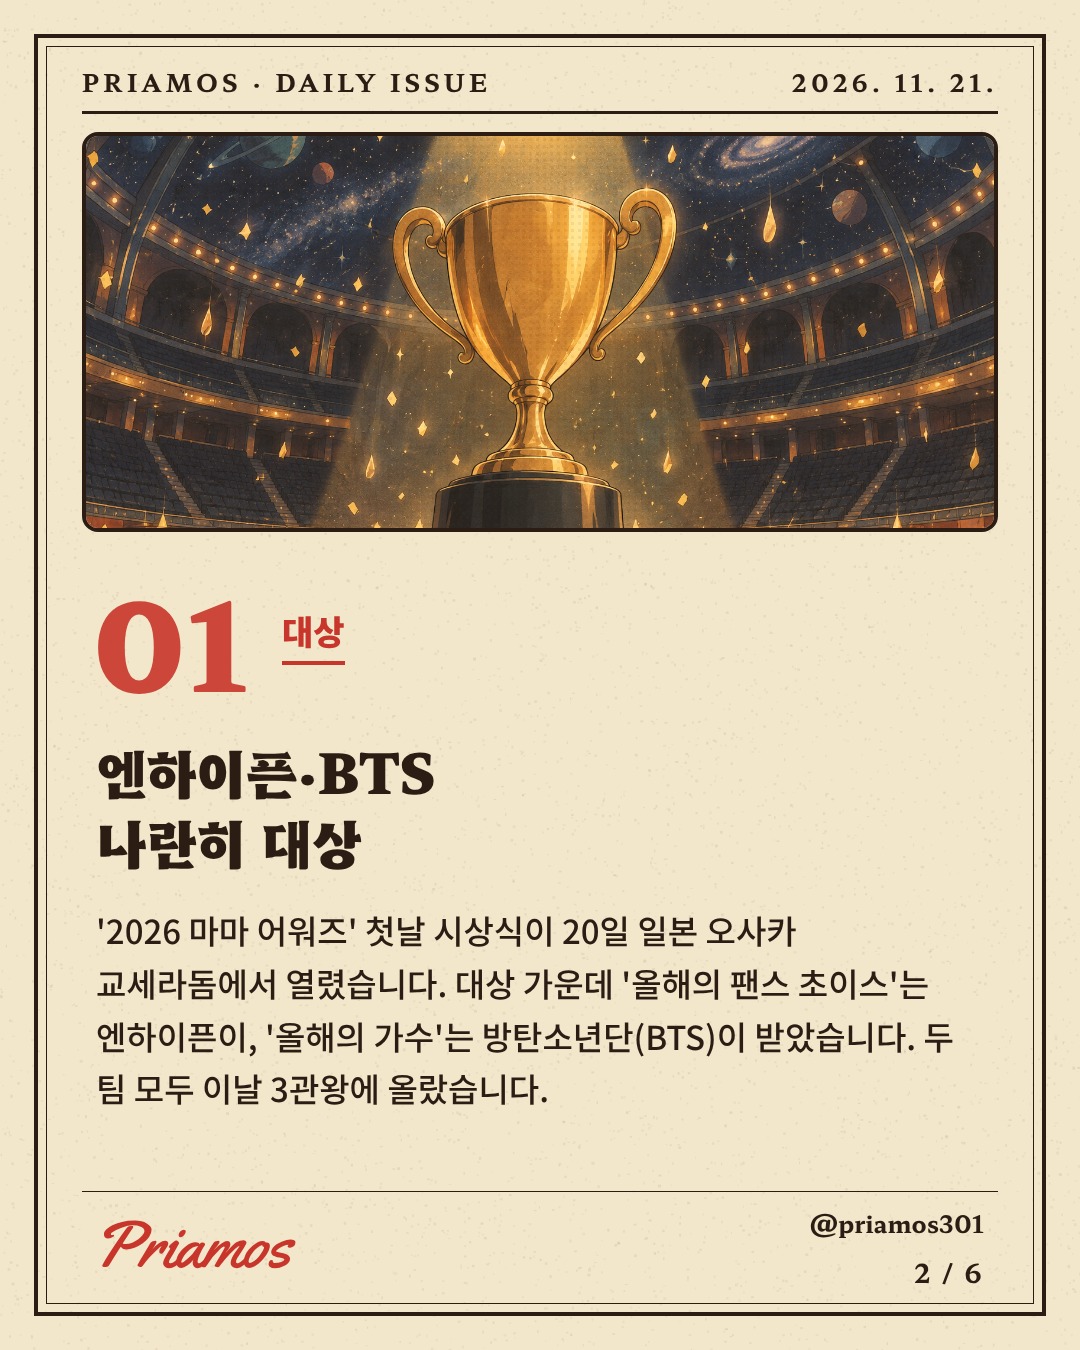 PRIAMOS · DAILY ISSUE
2026. 11. 21.
01
대상
엔하이픈·BTS
나란히 대상
'2026 마마 어워즈' 첫날 시상식이 20일 일본 오사카
교세라돔에서 열렸습니다. 대상 가운데 '올해의 팬스 초이스'는
엔하이픈이, '올해의 가수'는 방탄소년단(BTS)이 받았습니다. 두
팀 모두 이날 3관왕에 올랐습니다.
Priamos
@priamos301
2 / 6